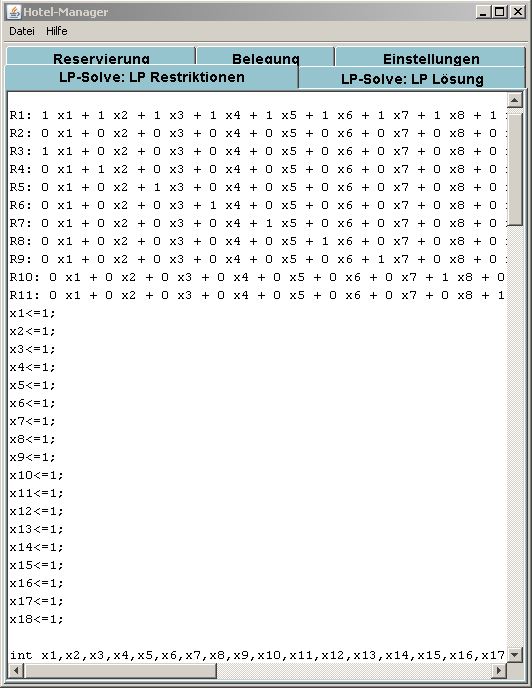 Hotel-Manager
Datei Hilfe
Reservierung Belegung Einstellungen
LP-Solve: LP Restriktionen LP-Solve: LP Lösung
R1: 1 x1 + 1 x2 + 1 x3 + 1 x4 + 1 x5 + 1 x6 + 1 x7 + 1 x8 + 1
R2: 0 x1 + 0 x2 + 0 x3 + 0 x4 + 0 x5 + 0 x6 + 0 x7 + 0 x8 + 0
R3: 1 x1 + 0 x2 + 0 x3 + 0 x4 + 0 x5 + 0 x6 + 0 x7 + 0 x8 + 0
R4: 0 x1 + 1 x2 + 0 x3 + 0 x4 + 0 x5 + 0 x6 + 0 x7 + 0 x8 + 0
R5: 0 x1 + 0 x2 + 1 x3 + 0 x4 + 0 x5 + 0 x6 + 0 x7 + 0 x8 + 0
R6: 0 x1 + 0 x2 + 0 x3 + 1 x4 + 0 x5 + 0 x6 + 0 x7 + 0 x8 + 0
R7: 0 x1 + 0 x2 + 0 x3 + 0 x4 + 1 x5 + 0 x6 + 0 x7 + 0 x8 + 0
R8: 0 x1 + 0 x2 + 0 x3 + 0 x4 + 0 x5 + 1 x6 + 0 x7 + 0 x8 + 0
R9: 0 x1 + 0 x2 + 0 x3 + 0 x4 + 0 x5 + 0 x6 + 1 x7 + 0 x8 + 0
R10: 0 x1 + 0 x2 + 0 x3 + 0 x4 + 0 x5 + 0 x6 + 0 x7 + 1 x8 + 0
R11: 0 x1 + 0 x2 + 0 x3 + 0 x4 + 0 x5 + 0 x6 + 0 x7 + 0 x8 + 1
x1<=1;
x2<=1;
x3<=1;
x4<=1;
x5<=1;
x6<=1;
x7<=1;
x8<=1;
x9<=1;
x10<=1;
x11<=1;
x12<=1;
x13<=1;
x14<=1;
x15<=1;
x16<=1;
x17<=1;
x18<=1;
int x1,x2,x3,x4,x5,x6,x7,x8,x9,x10,x11,x12,x13,x14,x15,x16,x17